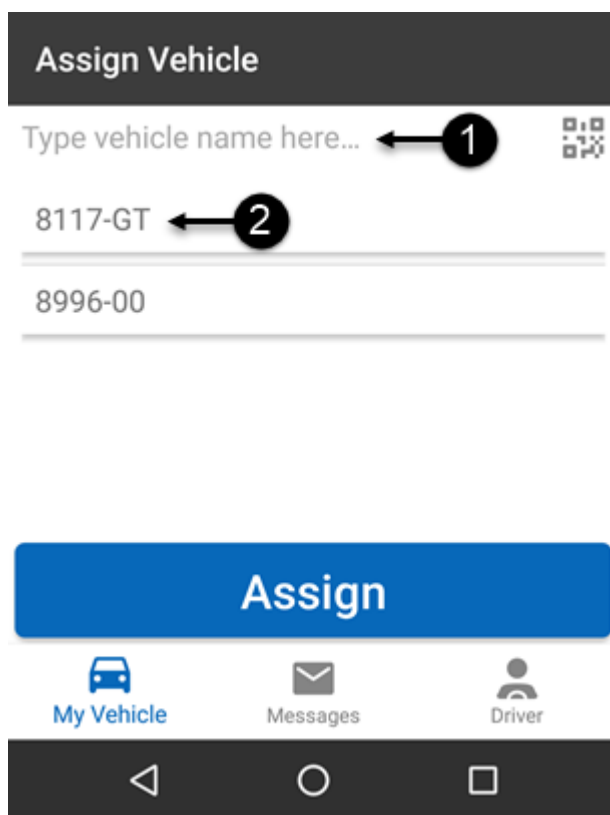 Assign Vehicle
Type vehicle name here… 1
8117-GT 2
8996-00
Assign
My Vehicle Messages Driver